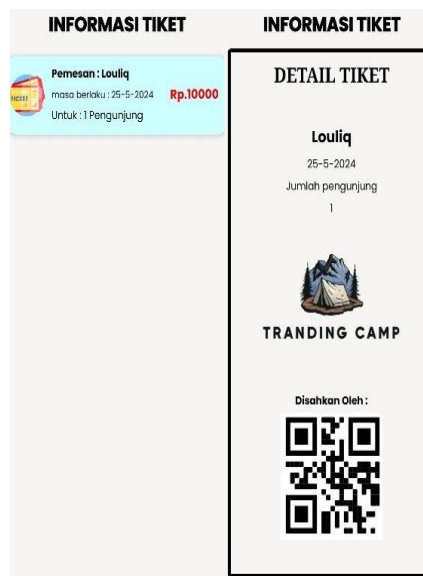 INFORMASI TIKET
TICKET
Pemesan : Louliq
masa berlaku : 25-5-2024
Rp.10000
Untuk : 1 Pengunjung
INFORMASI TIKET
DETAIL TIKET
Louliq
25-5-2024
Jumlah pengunjung
1
TRANDING CAMP
Disahkan Oleh :